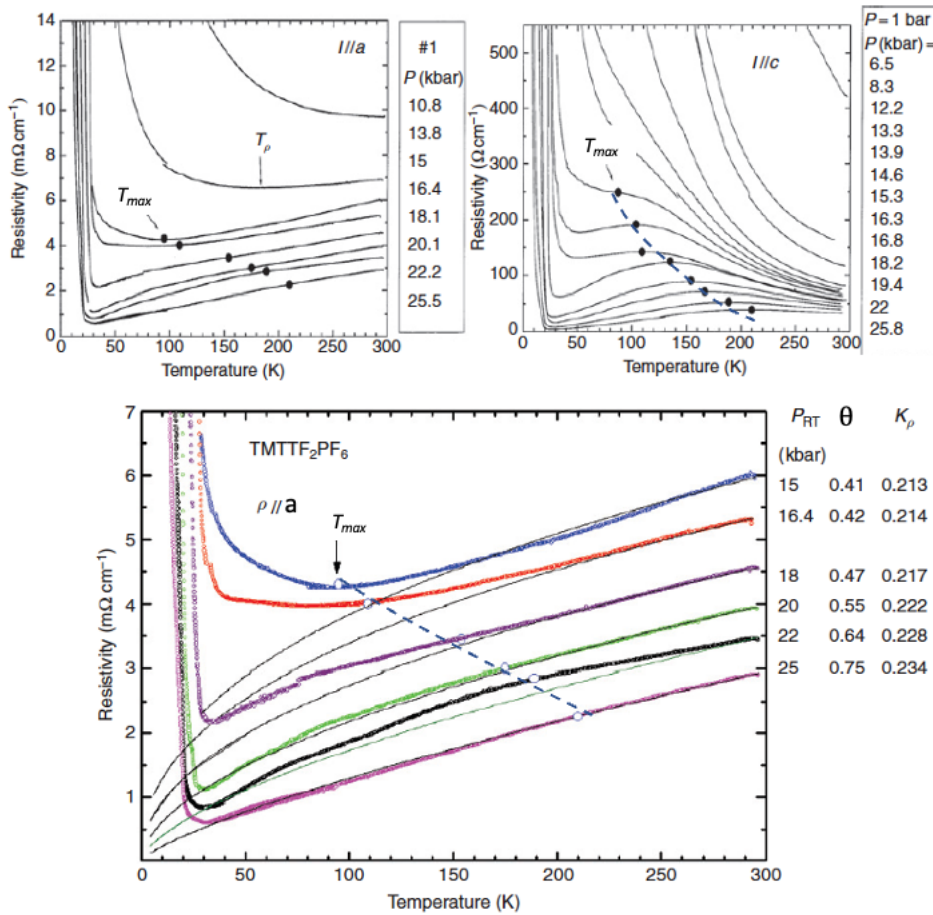 14
12
10
8
6
4
2
0
Resistivity (mΩ cm⁻¹)
I//a
Tρ
Tmax
0 50 100 150 200 250 300
Temperature (K)
#1
P (kbar)
10.8
13.8
15
16.4
18.1
20.1
22.2
25.5
500
400
300
200
100
0
Resistivity (Ω cm⁻¹)
I//c
Tmax
0 50 100 150 200 250 300
Temperature (K)
P = 1 bar
P (kbar) =
6.5
8.3
12.2
13.3
13.9
14.6
15.3
16.3
16.8
18.2
19.4
22
25.8
7
6
5
4
3
2
1
Resistivity (mΩ cm⁻¹)
TMTTF₂PF₆
ρ // a
Tmax
0 50 100 150 200 250 300
Temperature (K)
PRT θ Kρ
(kbar)
15 0.41 0.213
16.4 0.42 0.214
18 0.47 0.217
20 0.55 0.222
22 0.64 0.228
25 0.75 0.234